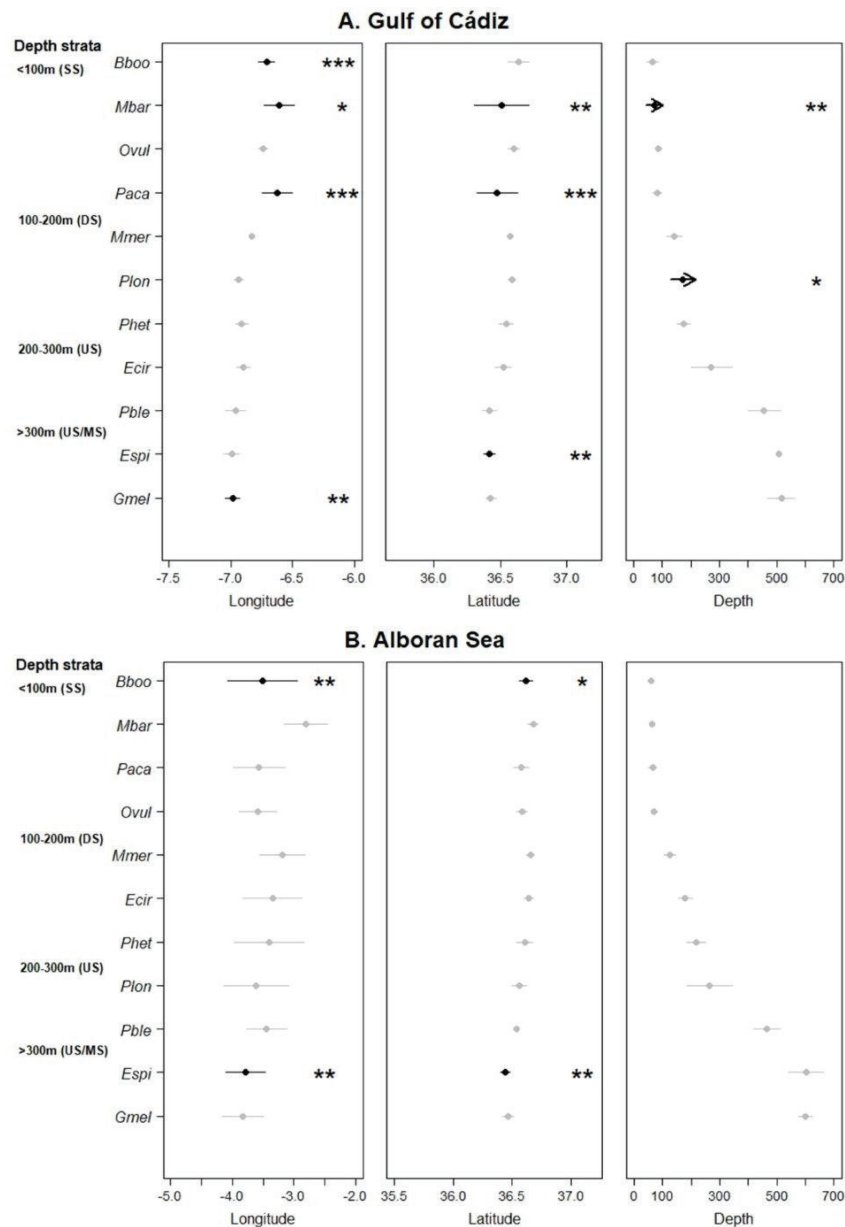 A. Gulf of Cádiz
Depth strata
<100m (SS)
100-200m (DS)
200-300m (US)
>300m (US/MS)
Bboo
Mbar
Ovul
Paca
Mmer
Plon
Phet
Ecir
Pble
Espi
Gmel
***
*
***
**
**
***
**
**
*
-7.5 -7.0 -6.5 -6.0
Longitude
36.0 36.5 37.0
Latitude
0 100 300 500 700
Depth
B. Alboran Sea
Depth strata
<100m (SS)
100-200m (DS)
200-300m (US)
>300m (US/MS)
Bboo
Mbar
Paca
Ovul
Mmer
Ecir
Phet
Plon
Pble
Espi
Gmel
**
**
*
**
-5.0 -4.0 -3.0 -2.0
Longitude
35.5 36.0 36.5 37.0
Latitude
0 100 300 500 700
Depth